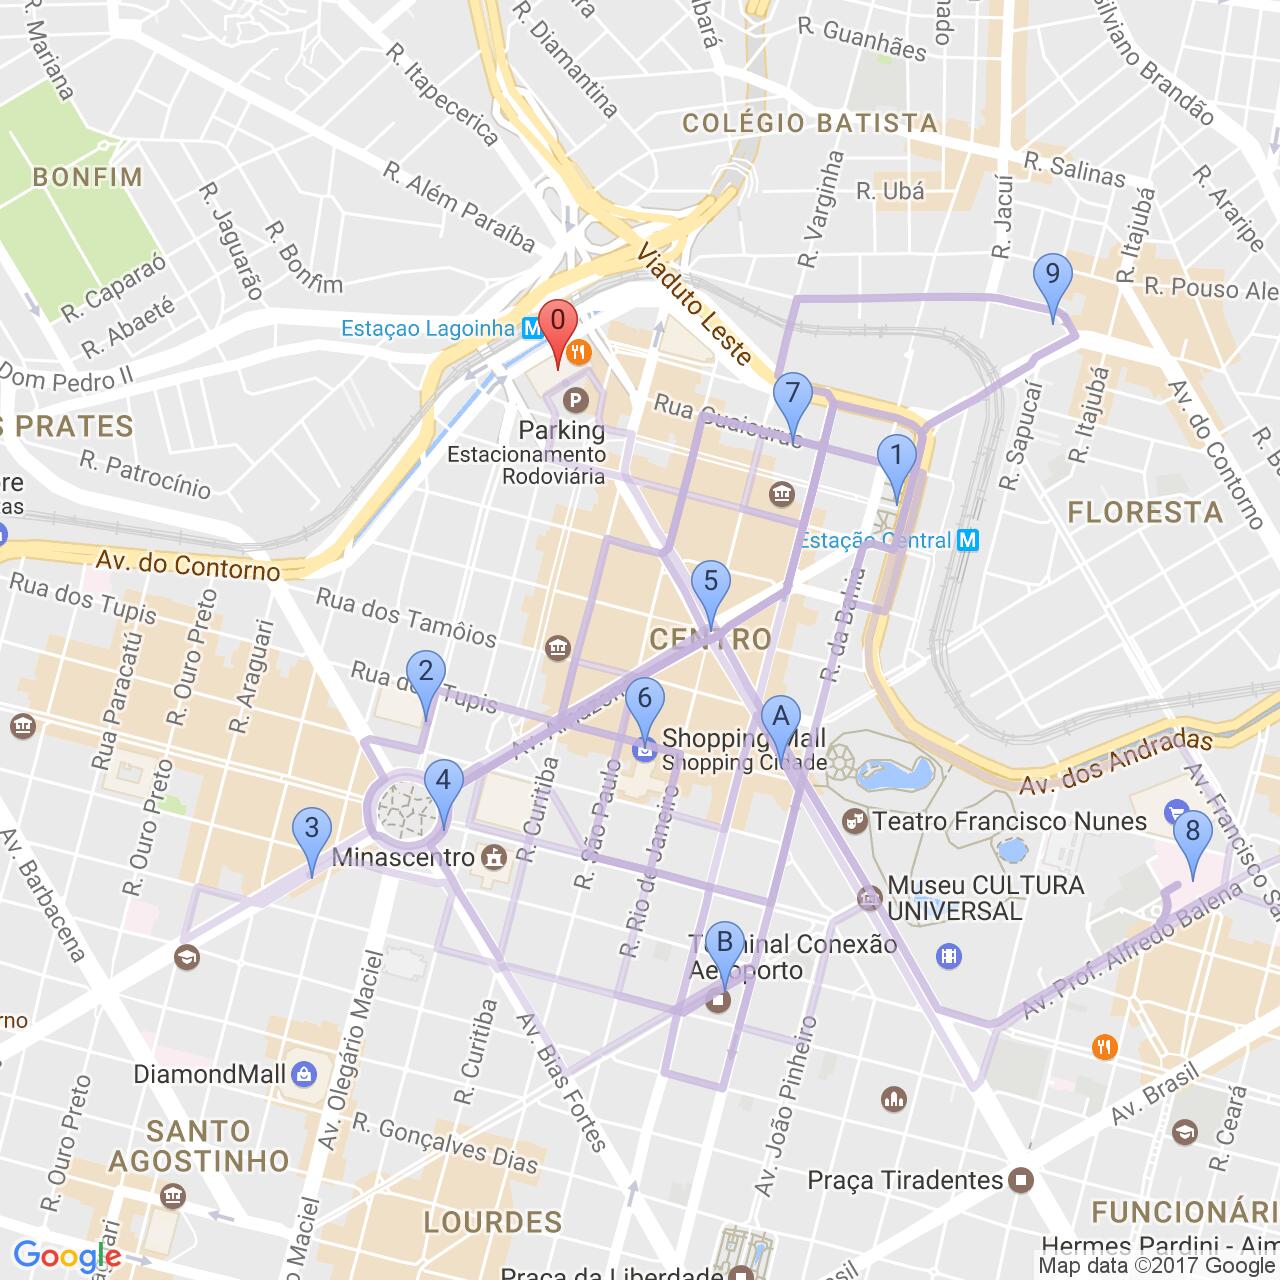 R. Mariana
R. Itapecerica
R. Diamantina
R. Guanhães
Silviano Brandão
COLÉGIO BATISTA
R. Salinas
R. Araripe
BONFIM
R. Além Paraíba
R. Varginha
R. Ubá
R. Jacuí
R. Itajubá
R. Jaguarão
R. Bonfim
R. Caparaó
R. Abaeté
Viaduto Leste
9
R. Pouso Ale
Estaçao Lagoinha
M
0
Dom Pedro II
S PRATES
R. Patrocínio
P
Parking
Estacionamento
Rodoviária
Rua Guaicurus
7
1
R. Sapucaí
R. Itajubá
Av. do Contorno
FLORESTA
Estação Central
M
Av. do Contorno
Rua dos Tupis
Rua dos Tamôios
R. Ouro Preto
R. Araguari
Rua Paracatú
5
CENTRO
R. da Bahia
Rua dos Tupis
2
6
A
Shopping Mall
Shopping Cidade
Av. dos Andradas
Av. Francisco Sa
4
3
R. Ouro Preto
Av. Barbacena
Minascentro
R. Curitiba
R. São Paulo
R. Rio de Janeiro
Teatro Francisco Nunes
8
Museu CULTURA
UNIVERSAL
B
Terminal Conexão
Aeroporto
Av. Prof. Alfredo Balena
Av. Olegário Maciel
R. Curitiba
Av. Bias Fortes
Av. João Pinheiro
DiamondMall
R. Ouro Preto
SANTO
AGOSTINHO
R. Gonçalves Dias
Av. Brasil
R. Ceará
Praça Tiradentes
LOURDES
FUNCIONÁRI
Praça da Liberdade
Hermes Pardini - Aim
Google
Map data ©2017 Google